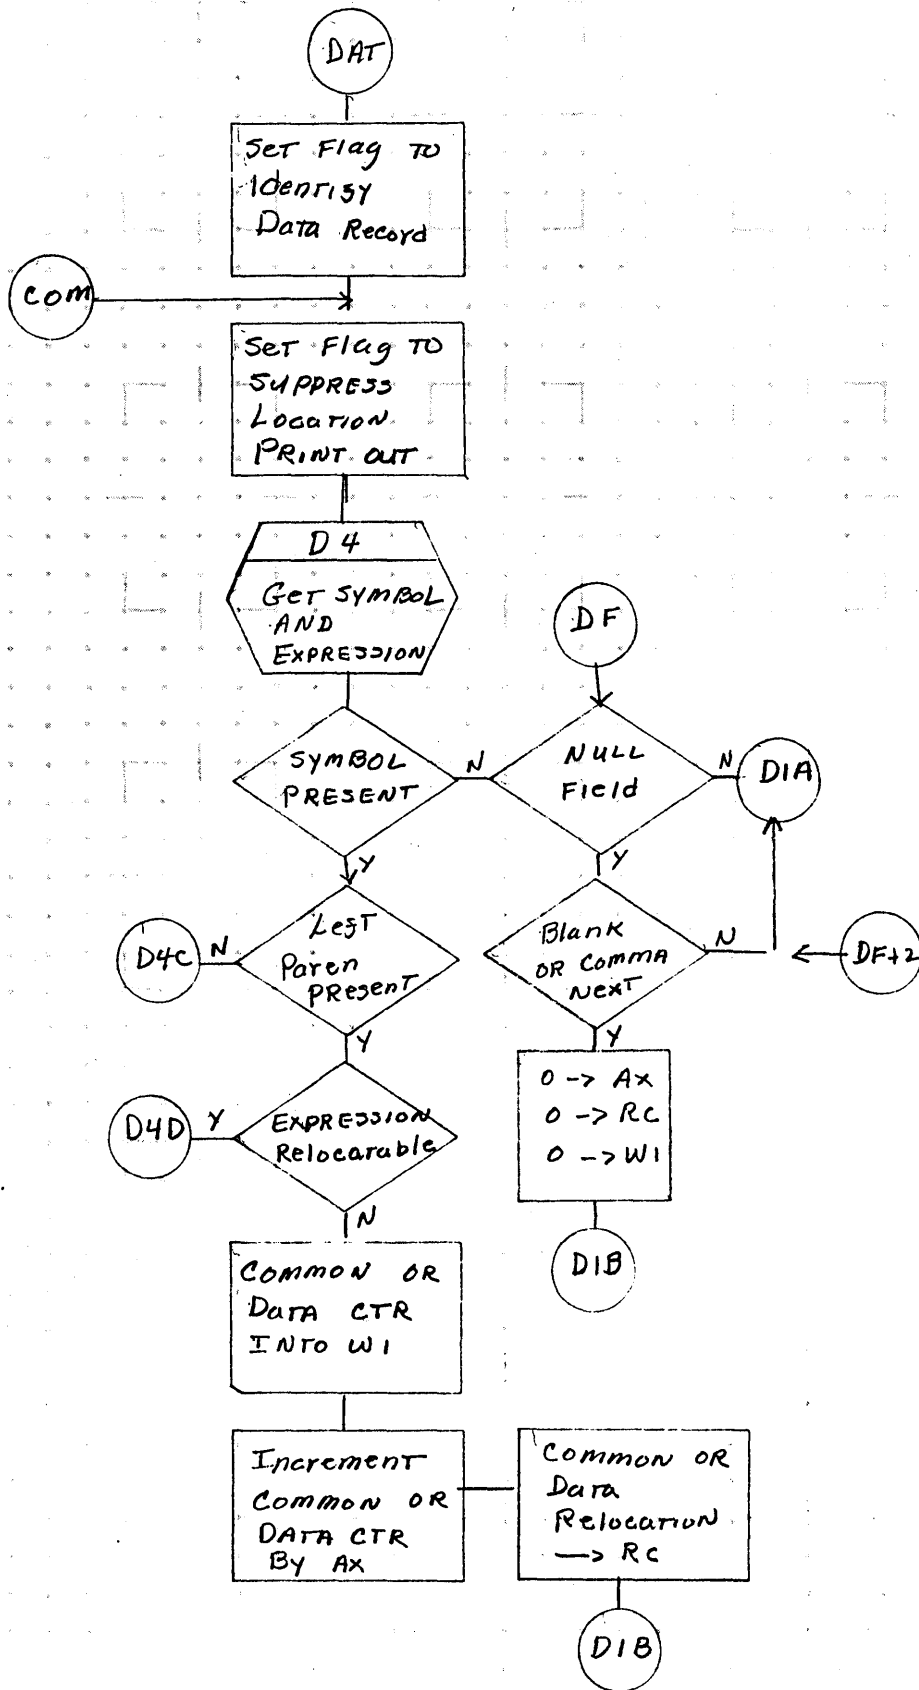 DAT
Set Flag to
Identify
Data Record
COM
Set Flag to
Suppress
Location
Print out
D4
Get Symbol
AND
Expression
DF
Symbol
Present
N
Null
Field
N
D1A
Y
Y
Left
Paren
Present
N
D4C
Blank
OR COMMA
NEXT
N
DF+2
Y
Y
Expression
Relocatable
Y
D4D
0 -> AX
0 -> RC
0 -> W1
N
D1B
Common OR
Data CTR
INTO W1
Increment
Common OR
DATA CTR
By AX
Common OR
Data
Relocation
-> RC
D1B